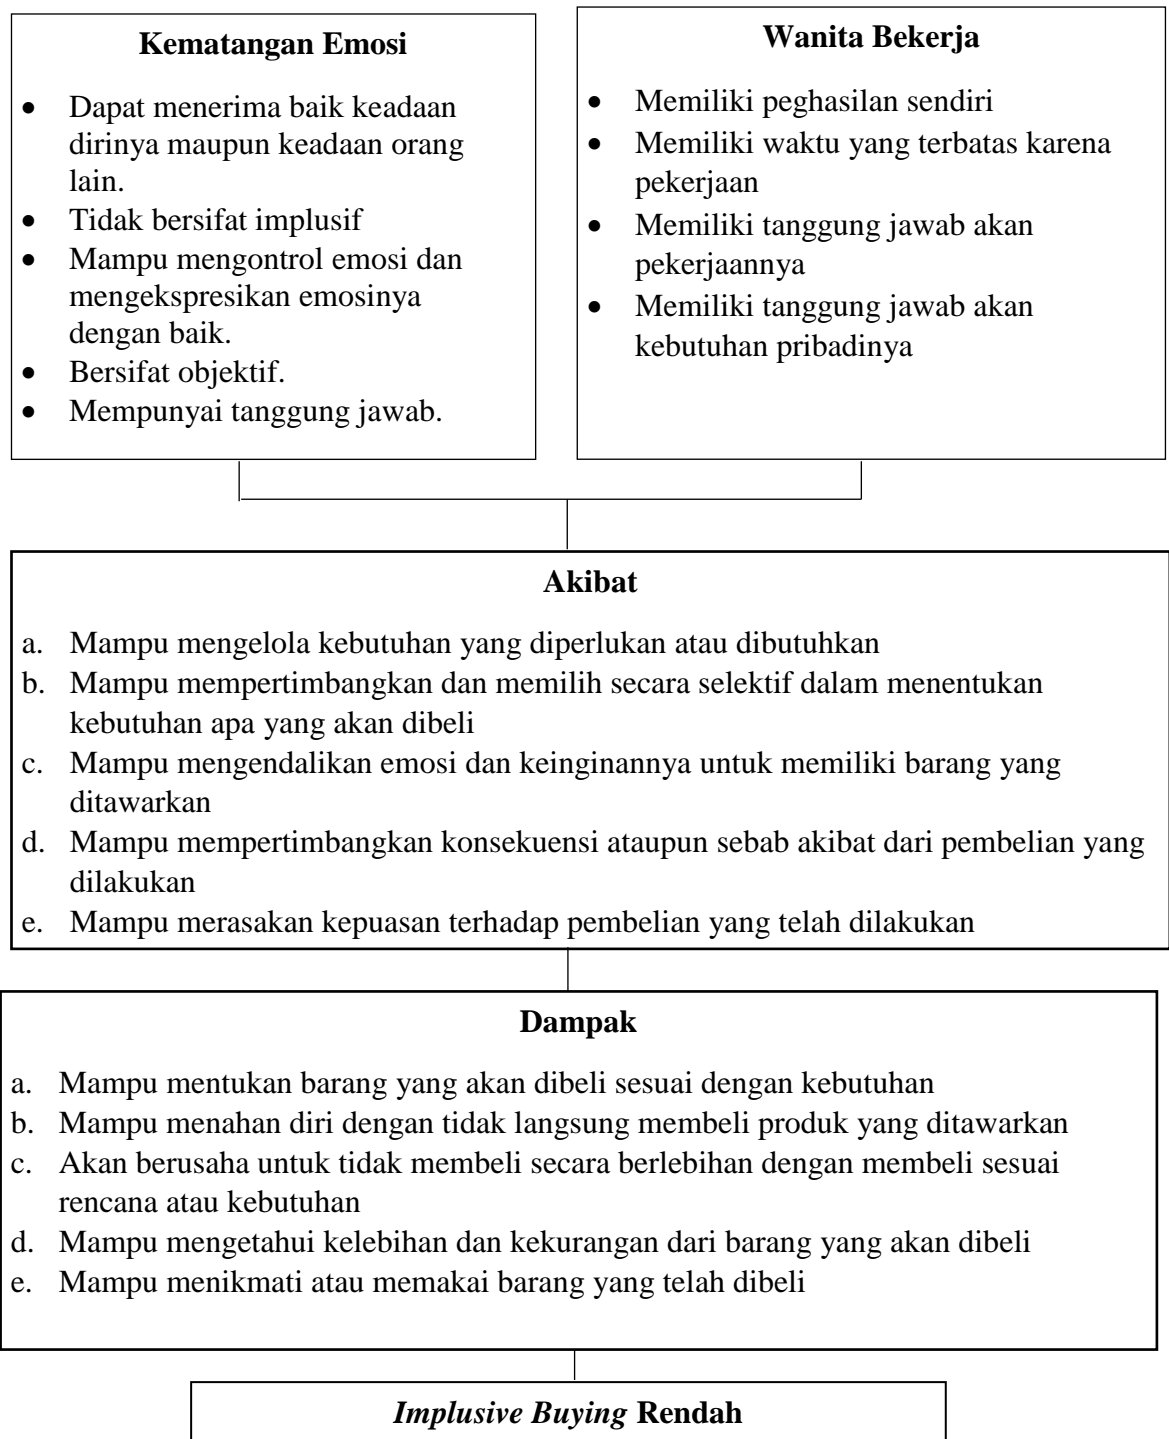 Kematangan Emosi
• Dapat menerima baik keadaan
dirinya maupun keadaan orang
lain.
• Tidak bersifat implusif
• Mampu mengontrol emosi dan
mengekspresikan emosinya
dengan baik.
• Bersifat objektif.
• Mempunyai tanggung jawab.
Wanita Bekerja
• Memiliki peghasilan sendiri
• Memiliki waktu yang terbatas karena
pekerjaan
• Memiliki tanggung jawab akan
pekerjaannya
• Memiliki tanggung jawab akan
kebutuhan pribadinya
Akibat
a. Mampu mengelola kebutuhan yang diperlukan atau dibutuhkan
b. Mampu mempertimbangkan dan memilih secara selektif dalam menentukan
kebutuhan apa yang akan dibeli
c. Mampu mengendalikan emosi dan keinginannya untuk memiliki barang yang
ditawarkan
d. Mampu mempertimbangkan konsekuensi ataupun sebab akibat dari pembelian yang
dilakukan
e. Mampu merasakan kepuasan terhadap pembelian yang telah dilakukan
Dampak
a. Mampu mentukan barang yang akan dibeli sesuai dengan kebutuhan
b. Mampu menahan diri dengan tidak langsung membeli produk yang ditawarkan
c. Akan berusaha untuk tidak membeli secara berlebihan dengan membeli sesuai
rencana atau kebutuhan
d. Mampu mengetahui kelebihan dan kekurangan dari barang yang akan dibeli
e. Mampu menikmati atau memakai barang yang telah dibeli
Implusive Buying Rendah